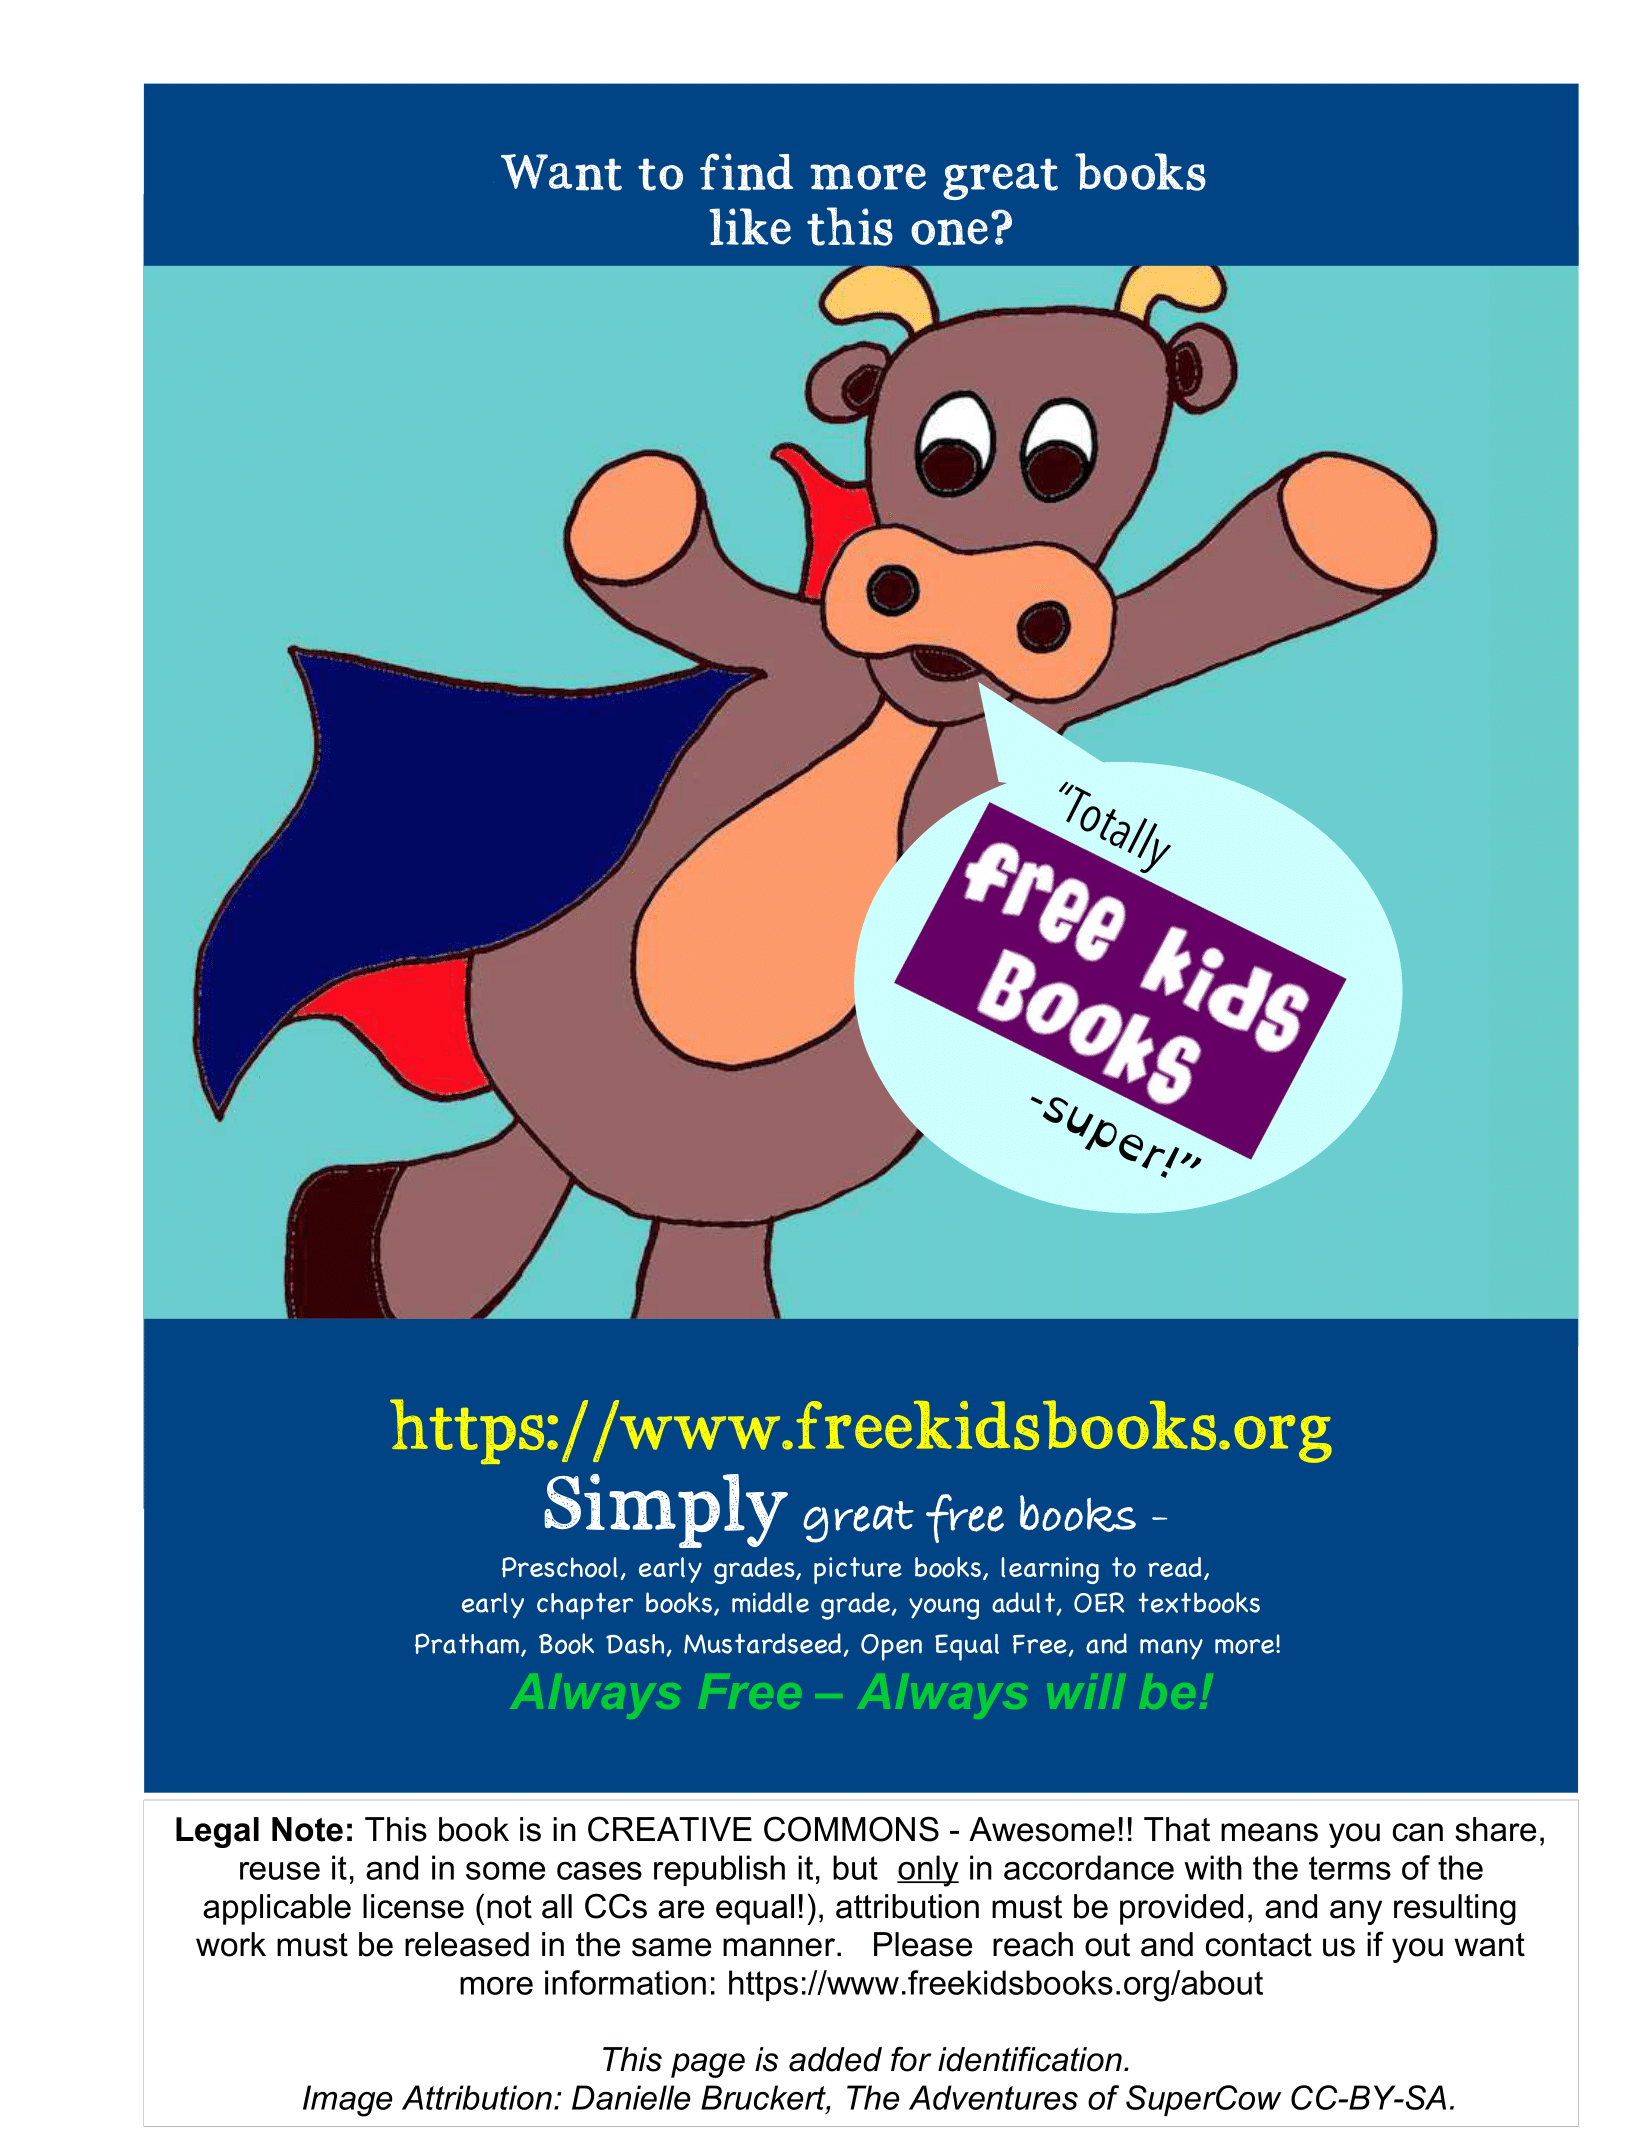 Want to find more great books
like this one?
"Totally
free kids
Books
-super!”
https://www.freekidsbooks.org
Simply great free books -
Preschool, early grades, picture books, learning to read,
early chapter books, middle grade, young adult, OER textbooks
Pratham, Book Dash, Mustardseed, Open Equal Free, and many more!
Always Free – Always will be!
Legal Note: This book is in CREATIVE COMMONS - Awesome!! That means you can share,
reuse it, and in some cases republish it, but only in accordance with the terms of the
applicable license (not all CCs are equal!), attribution must be provided, and any resulting
work must be released in the same manner. Please reach out and contact us if you want
more information: https://www.freekidsbooks.org/about
This page is added for identification.
Image Attribution: Danielle Bruckert, The Adventures of SuperCow CC-BY-SA.